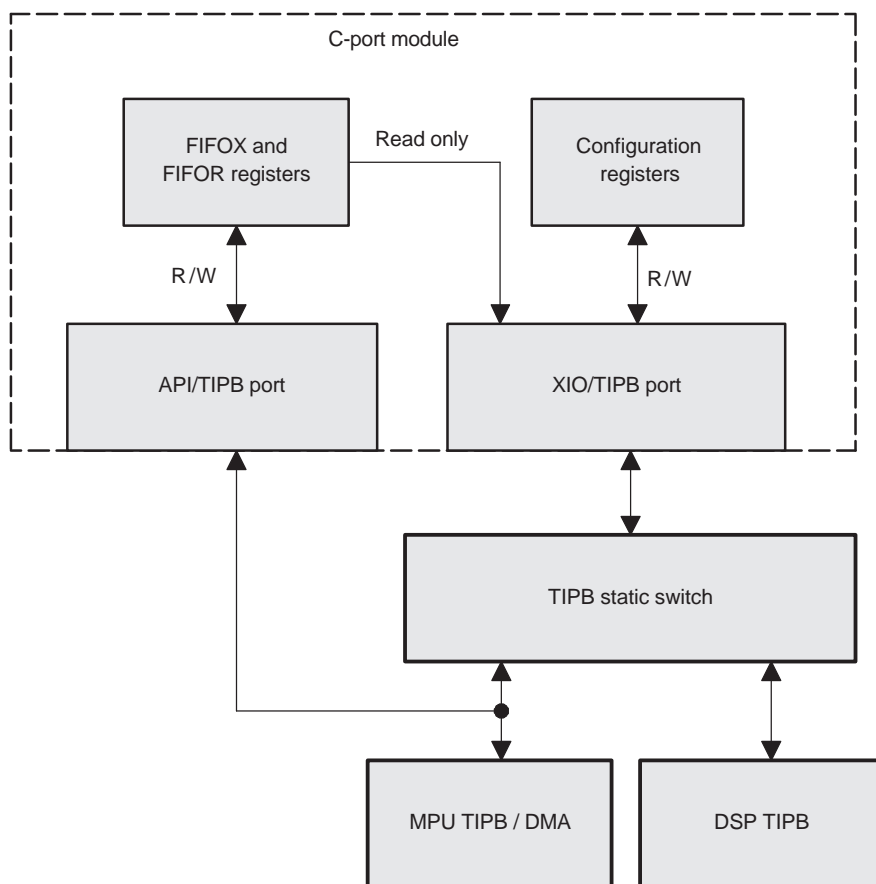 C-port module
FIFOX and
FIFOR registers
Read only
Configuration
registers
R/W
R/W
API/TIPB port
XIO/TIPB port
TIPB static switch
MPU TIPB / DMA
DSP TIPB